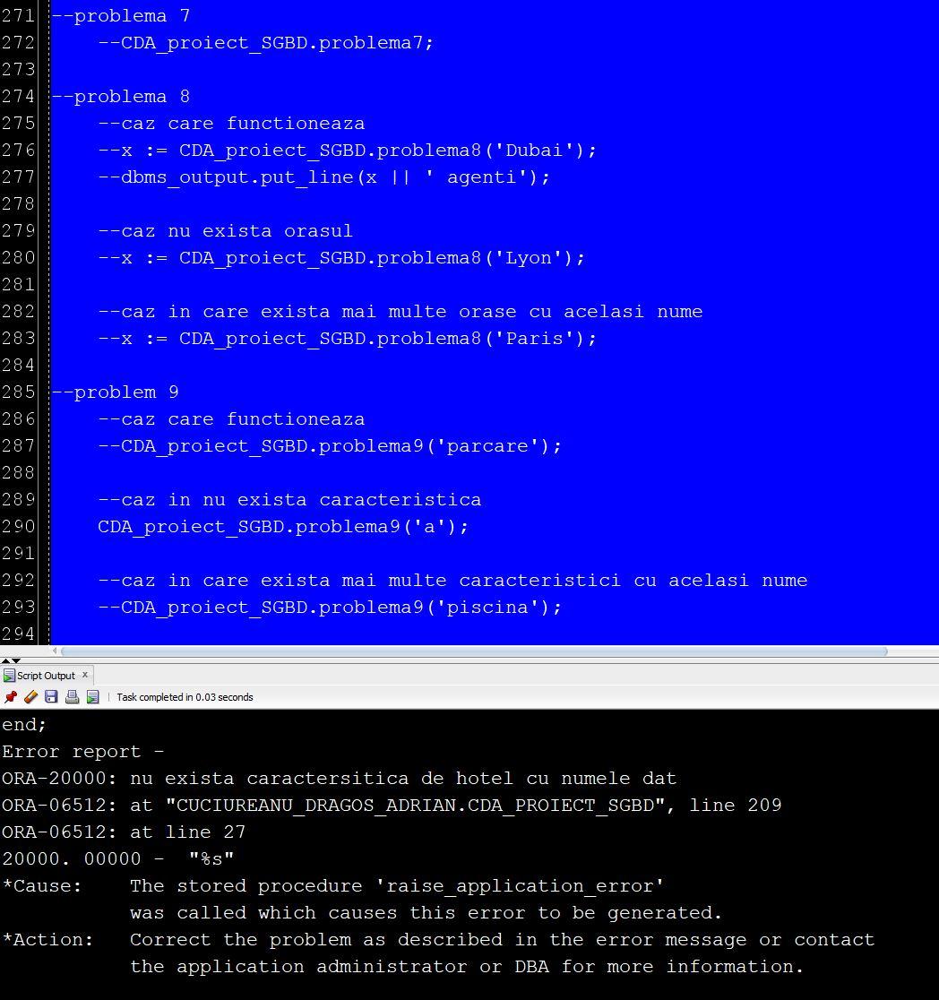 271 --problema 7
272     --CDA_proiect_SGBD.problema7;
273
274 --problema 8
275     --caz care functioneaza
276     --x := CDA_proiect_SGBD.problema8('Dubai');
277     --dbms_output.put_line(x || ' agenti');
278
279     --caz nu exista orasul
280     --x := CDA_proiect_SGBD.problema8('Lyon');
281
282     --caz in care exista mai multe orase cu acelasi nume
283     --x := CDA_proiect_SGBD.problema8('Paris');
284
285 --problem 9
286     --caz care functioneaza
287     --CDA_proiect_SGBD.problema9('parcare');
288
289     --caz in nu exista caracteristica
290     CDA_proiect_SGBD.problema9('a');
291
292     --caz in care exista mai multe caracteristici cu acelasi nume
293     --CDA_proiect_SGBD.problema9('piscina');
294
Script Output x
Task completed in 0.03 seconds
end;
Error report -
ORA-20000: nu exista caractersitica de hotel cu numele dat
ORA-06512: at "CUCIUREANU_DRAGOS_ADRIAN.CDA_PROIECT_SGBD", line 209
ORA-06512: at line 27
20000. 00000 -  "%s"
*Cause:    The stored procedure 'raise_application_error'
           was called which causes this error to be generated.
*Action:   Correct the problem as described in the error message or contact
           the application administrator or DBA for more information.